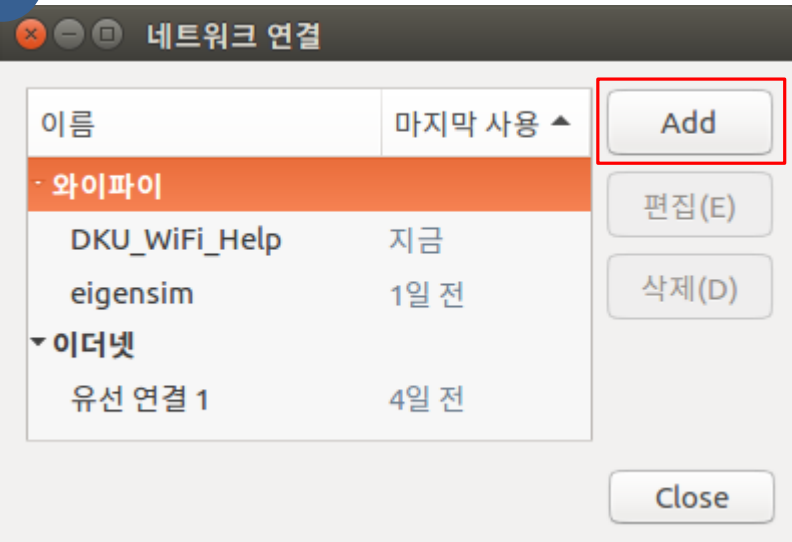 네트워크 연결
이름 마지막 사용 Add
와이파이 편집(E)
DKU_WiFi_Help 지금
eigensim 1일 전 삭제(D)
이더넷
유선 연결 1 4일 전
Close